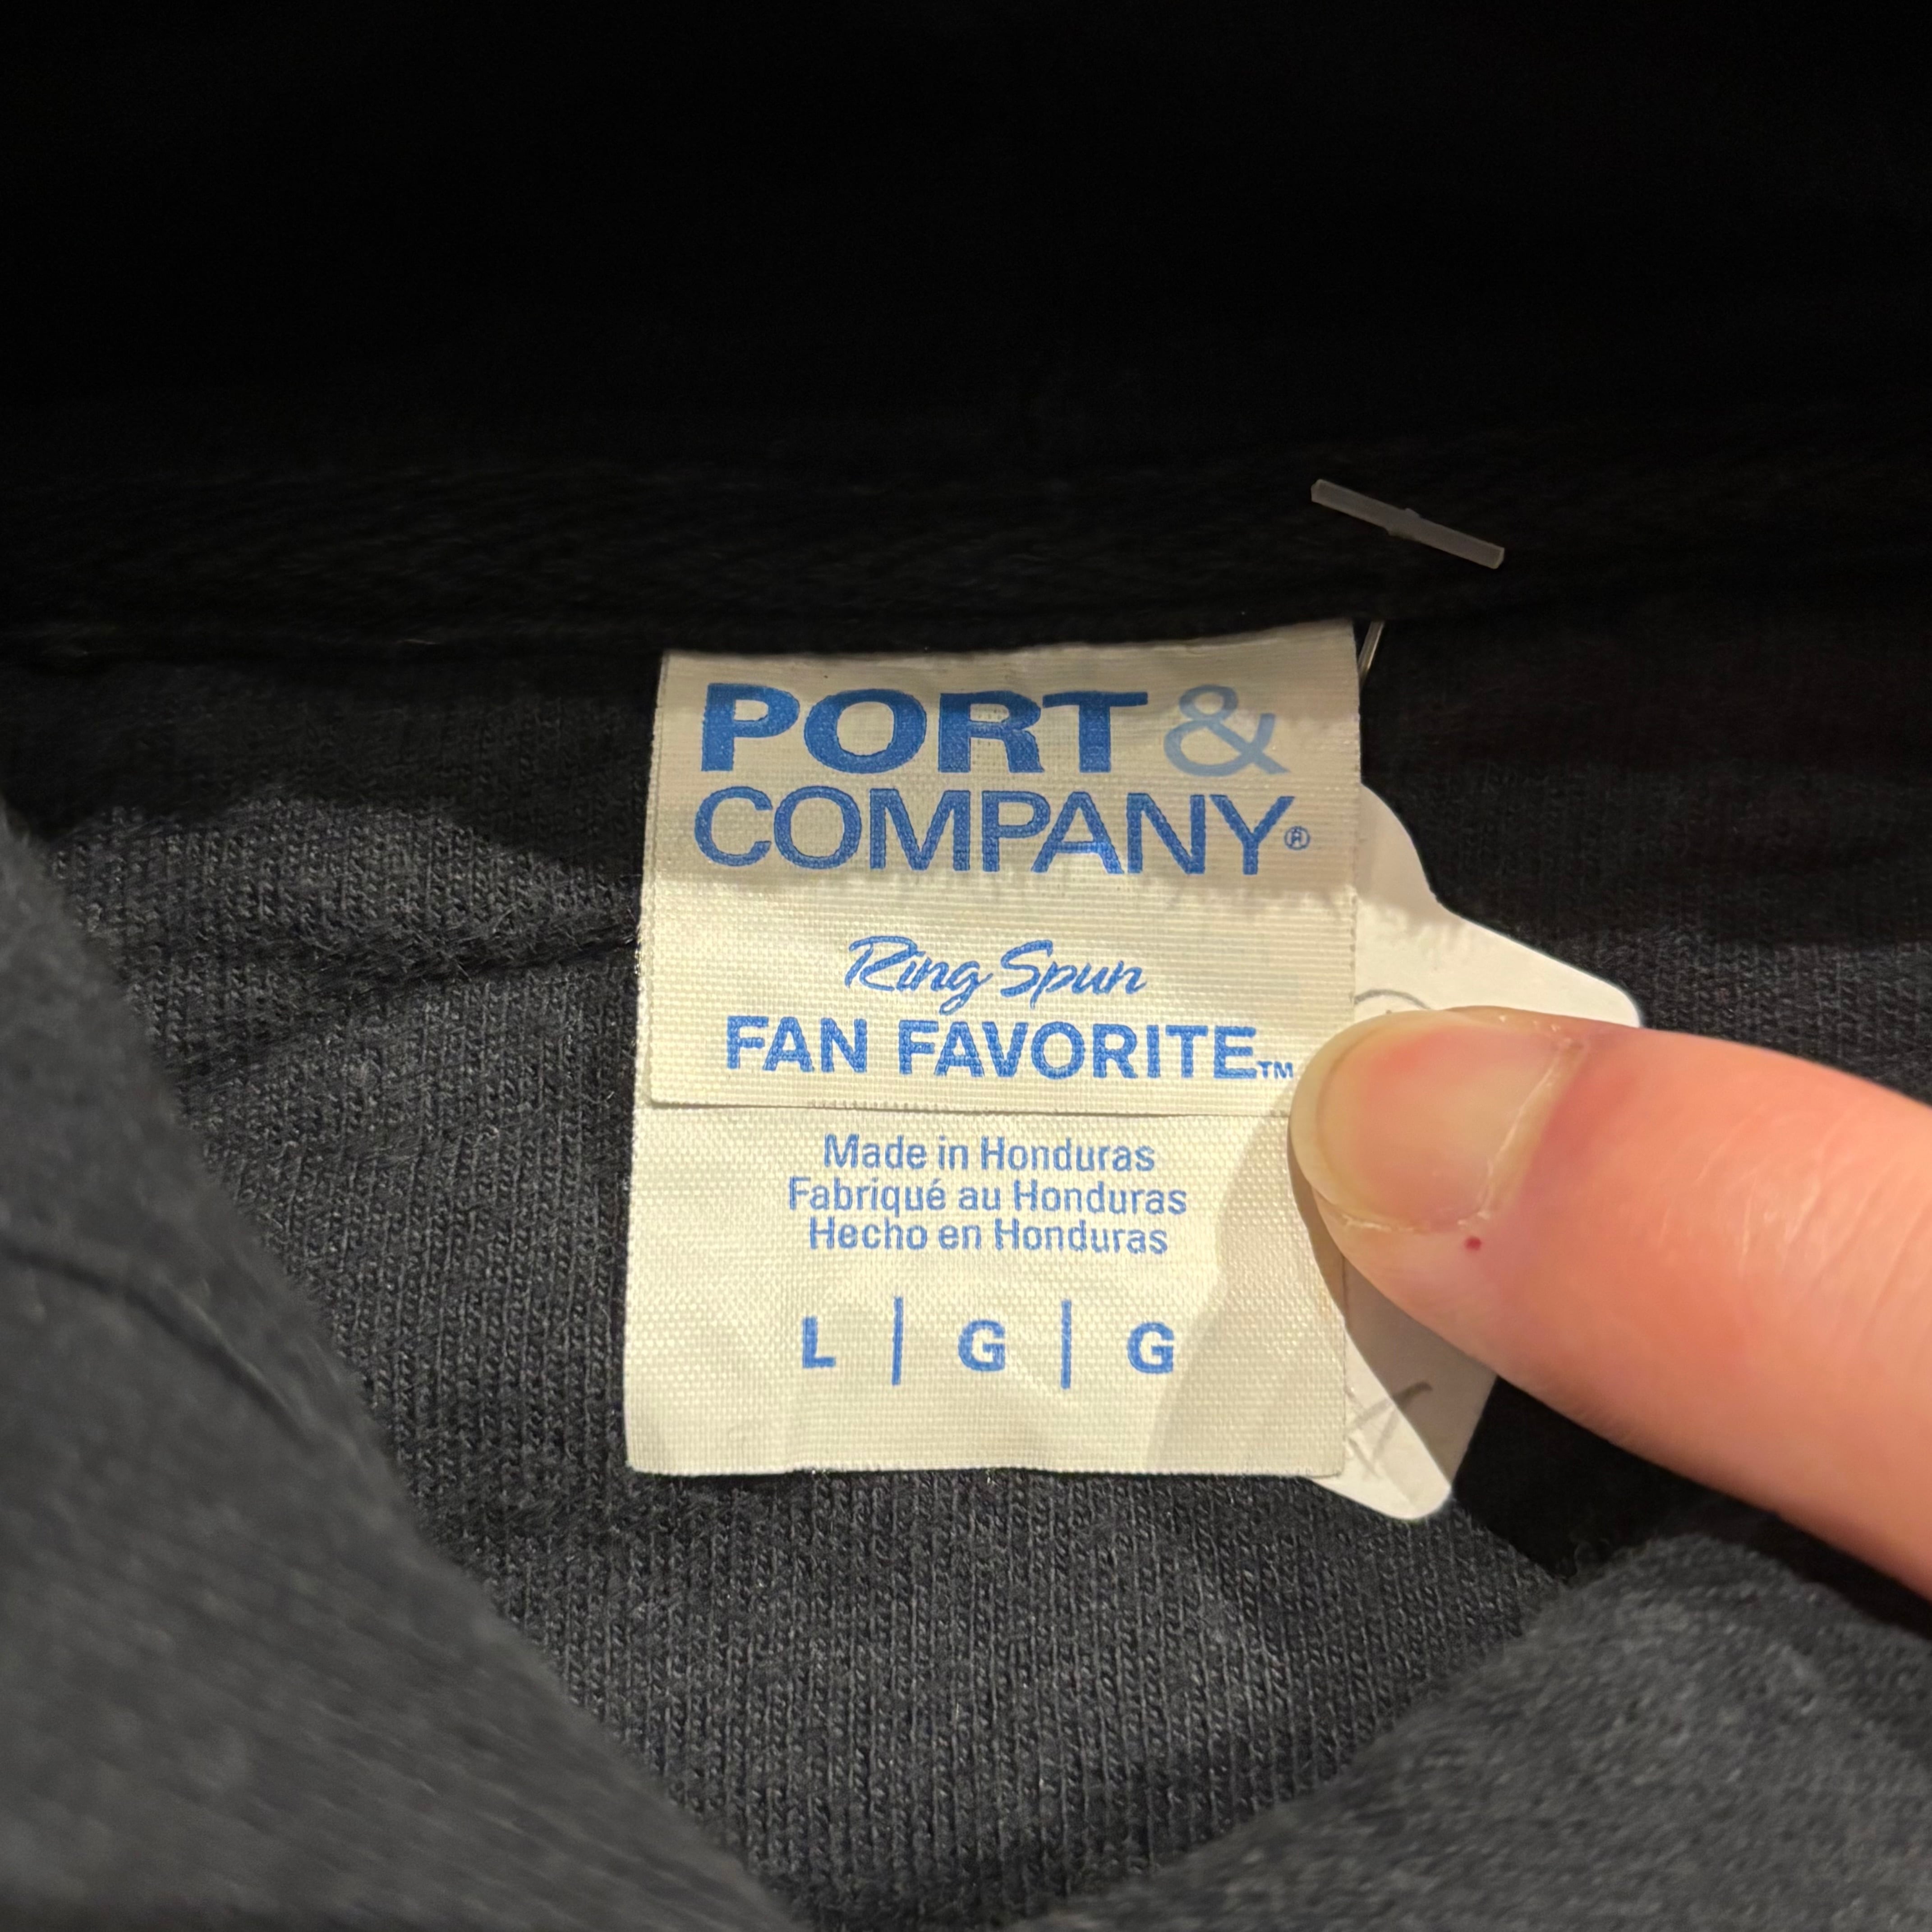 PORT &
COMPANY®
Ring Spun
FAN FAVORITE™
Made in Honduras
Fabriqué au Honduras
Hecho en Honduras
L | G | G